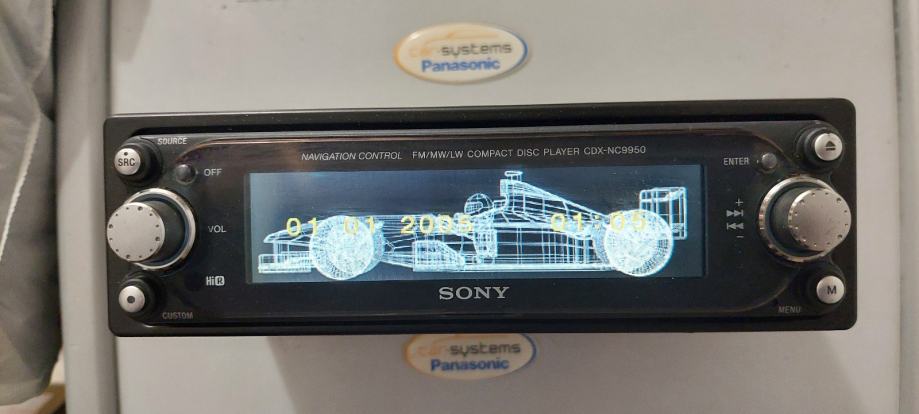 car-systems
Panasonic
SOURCE
SRC
OFF
NAVIGATION CONTROL FM/MW/LW COMPACT DISC PLAYER CDX-NC9950
ENTER
VOL
01 01 2005 01:05
+
-
HiR
SONY
CUSTOM
MENU
M
car-systems
Panasonic